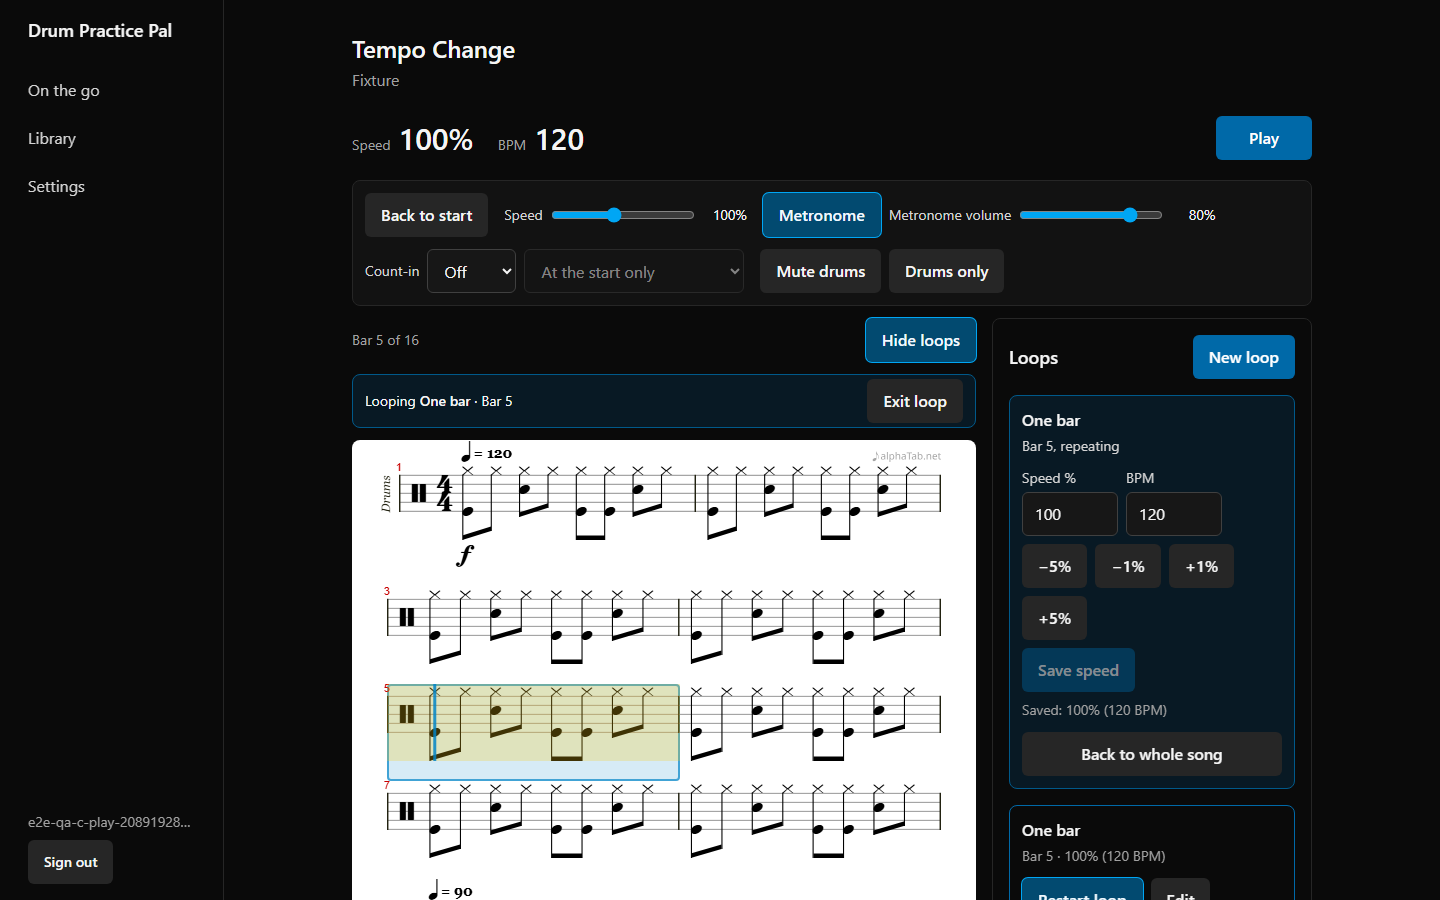 Drum Practice Pal
On the go
Library
Settings
e2e-qa-c-play-20891928...
Sign out
Tempo Change
Fixture
Speed 100% BPM 120
Play
Back to start Speed 100% Metronome Metronome volume 80%
Count-in Off At the start only Mute drums Drums only
Bar 5 of 16
Hide loops
Looping One bar · Bar 5
Exit loop
= 120
♪alphaTab.net
1
Drums
4
4
f
3
5
7
= 90
Loops
New loop
One bar
Bar 5, repeating
Speed % BPM
100 120
−5% −1% +1%
+5%
Save speed
Saved: 100% (120 BPM)
Back to whole song
One bar
Bar 5 · 100% (120 BPM)
Restart loop Edit